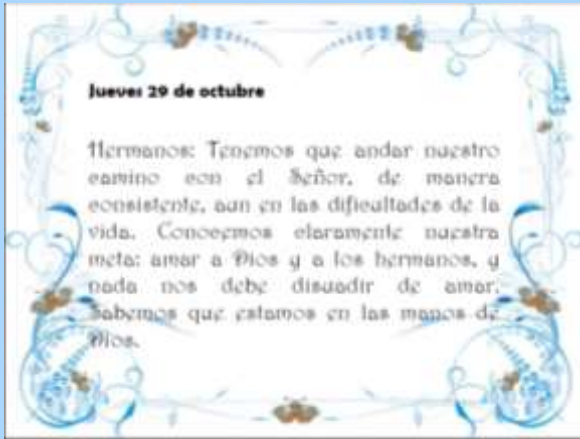 Jueves 29 de octubre
Hermanos: Tenemos que andar nuestro
camino con el Señor, de manera
consistente, aun en las dificultades de la
vida. Conocemos claramente nuestra
meta: amar a Dios y a los hermanos, y
nada nos debe disuadir de amar.
Sabemos que estamos en las manos de
Dios.